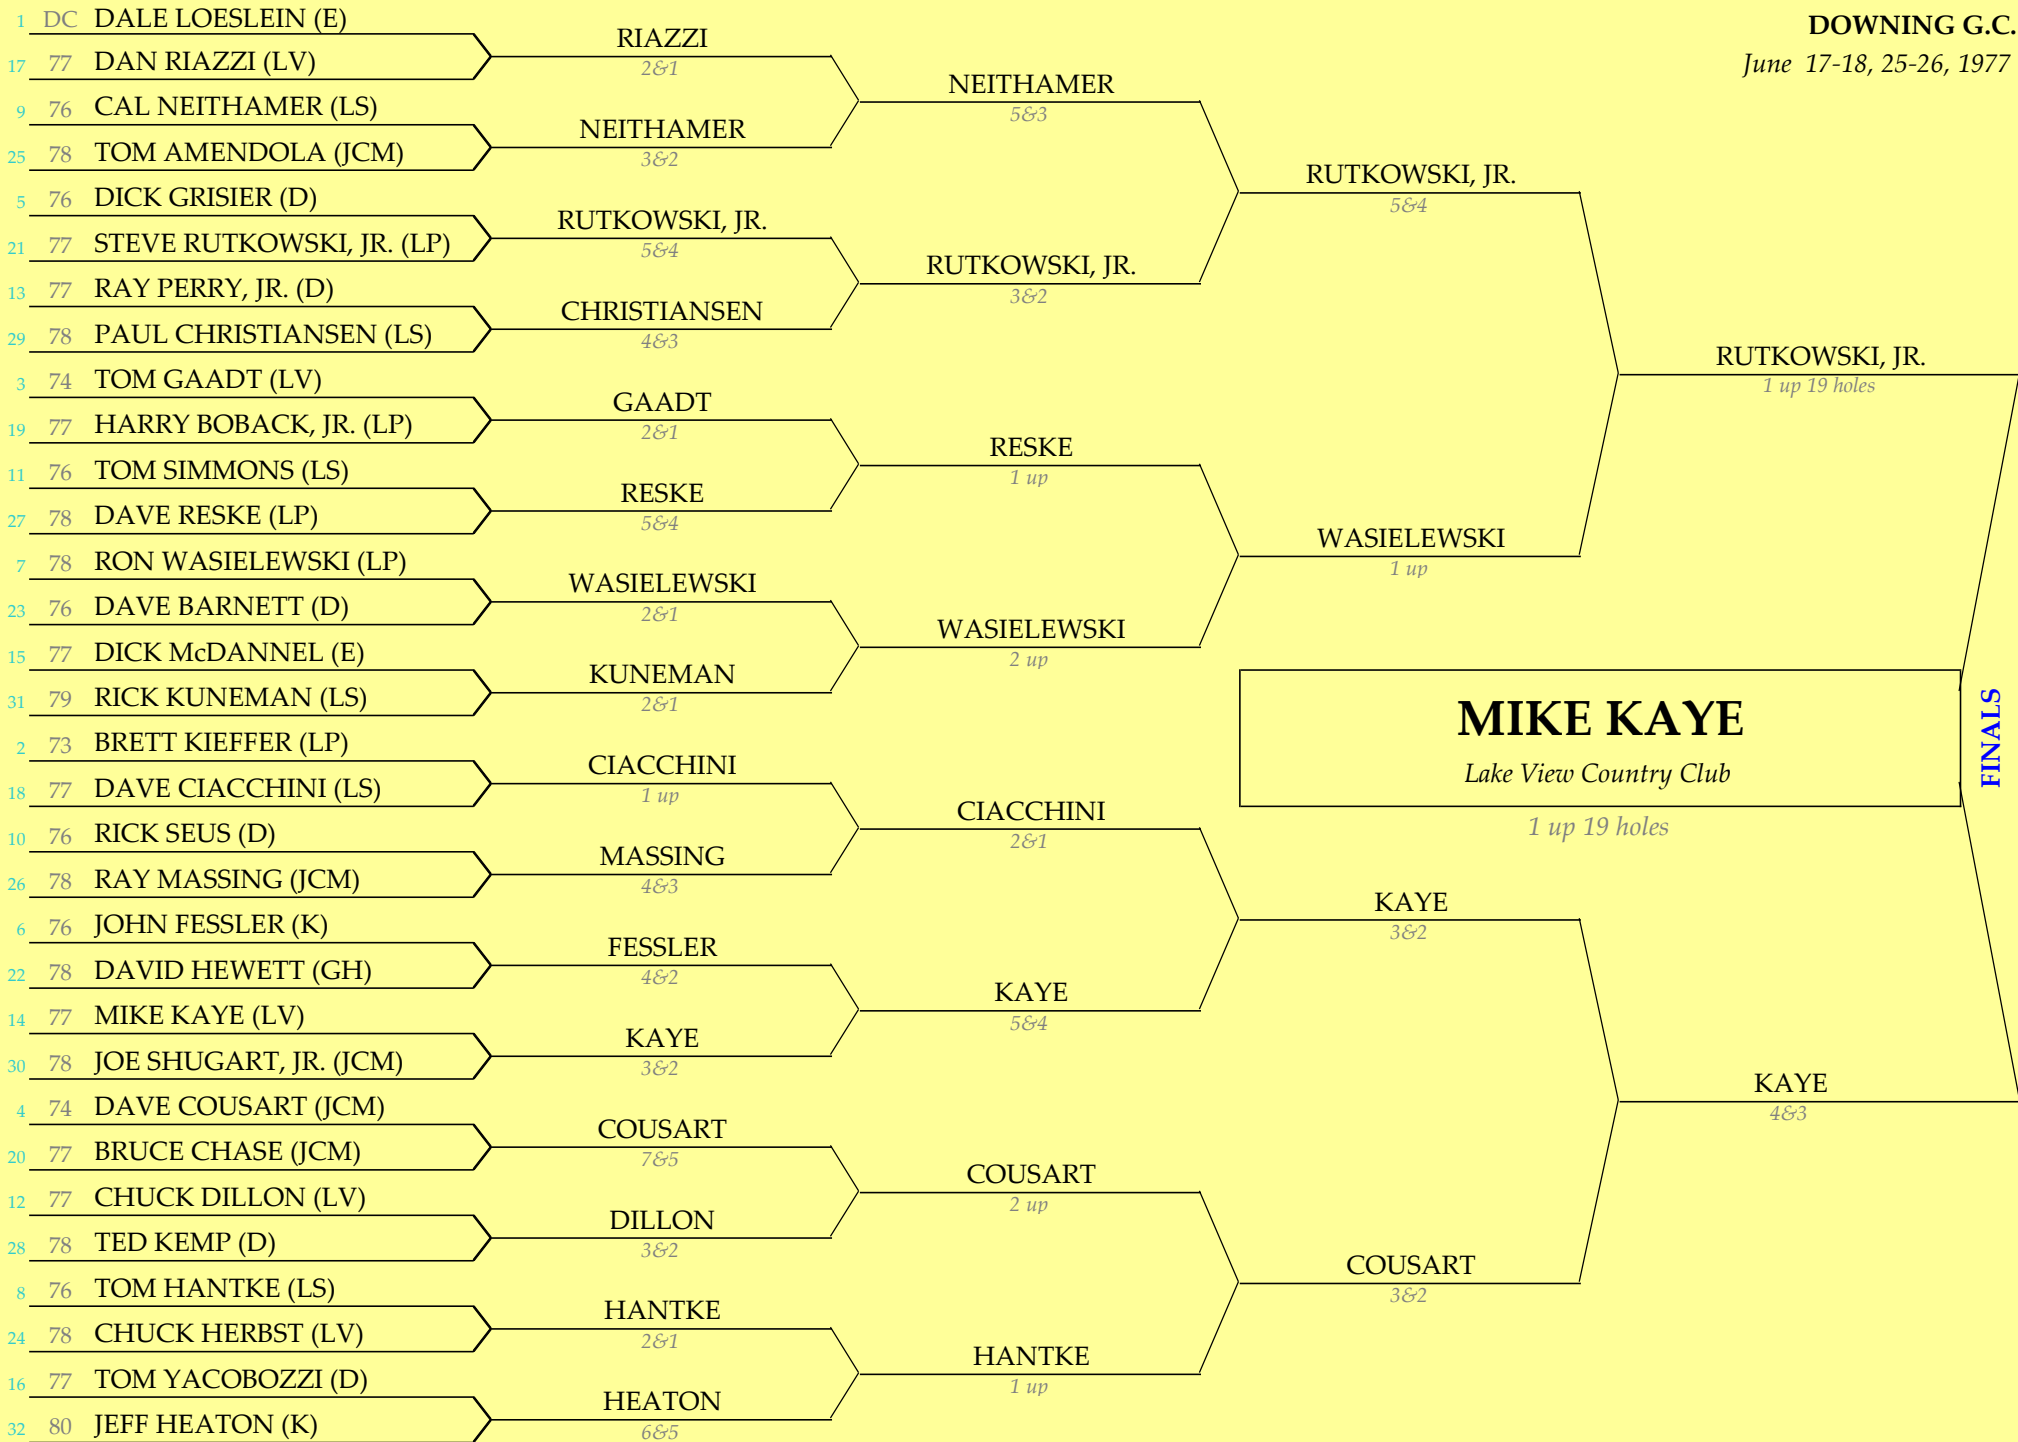 DOWNING G.C.
June 17-18, 25-26, 1977
1 DC DALE LOESLEIN (E)
17 77 DAN RIAZZI (LV)
9 76 CAL NEITHAMER (LS)
25 78 TOM AMENDOLA (JCM)
5 76 DICK GRISIER (D)
21 77 STEVE RUTKOWSKI, JR. (LP)
13 77 RAY PERRY, JR. (D)
29 78 PAUL CHRISTIANSEN (LS)
3 74 TOM GAADT (LV)
19 77 HARRY BOBACK, JR. (LP)
11 76 TOM SIMMONS (LS)
27 78 DAVE RESKE (LP)
7 78 RON WASIELEWSKI (LP)
23 76 DAVE BARNETT (D)
15 77 DICK McDANNEL (E)
31 79 RICK KUNEMAN (LS)
2 73 BRETT KIEFFER (LP)
18 77 DAVE CIACCHINI (LS)
10 76 RICK SEUS (D)
26 78 RAY MASSING (JCM)
6 76 JOHN FESSLER (K)
22 78 DAVID HEWETT (GH)
14 77 MIKE KAYE (LV)
30 78 JOE SHUGART, JR. (JCM)
4 74 DAVE COUSART (JCM)
20 77 BRUCE CHASE (JCM)
12 77 CHUCK DILLON (LV)
28 78 TED KEMP (D)
8 76 TOM HANTKE (LS)
24 78 CHUCK HERBST (LV)
16 77 TOM YACOBOZZI (D)
32 80 JEFF HEATON (K)
RIAZZI
2&1
NEITHAMER
3&2
RUTKOWSKI, JR.
5&4
CHRISTIANSEN
4&3
GAADT
2&1
RESKE
5&4
WASIELEWSKI
2&1
KUNEMAN
2&1
CIACCHINI
1 up
MASSING
4&3
FESSLER
4&2
KAYE
3&2
COUSART
7&5
DILLON
3&2
HANTKE
2&1
HEATON
6&5
NEITHAMER
5&3
RUTKOWSKI, JR.
3&2
RESKE
1 up
WASIELEWSKI
2 up
CIACCHINI
2&1
KAYE
5&4
COUSART
2 up
HANTKE
1 up
RUTKOWSKI, JR.
5&4
WASIELEWSKI
1 up
KAYE
3&2
COUSART
3&2
RUTKOWSKI, JR.
1 up 19 holes
KAYE
4&3
FINALS
MIKE KAYE
Lake View Country Club
1 up 19 holes